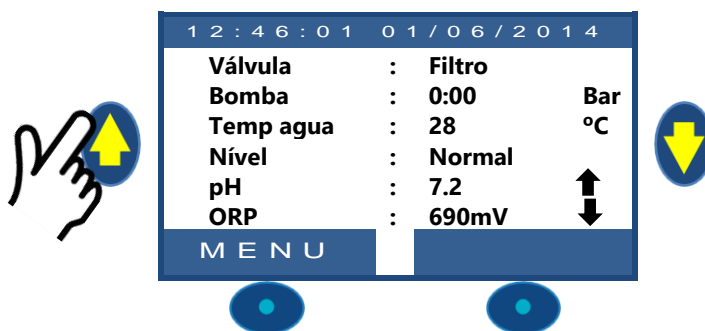 12:46:01 01/06/2014
Válvula : Filtro
Bomba : 0:00 Bar
Temp agua : 28 ºC
Nível : Normal
pH : 7.2
ORP : 690mV
MENU